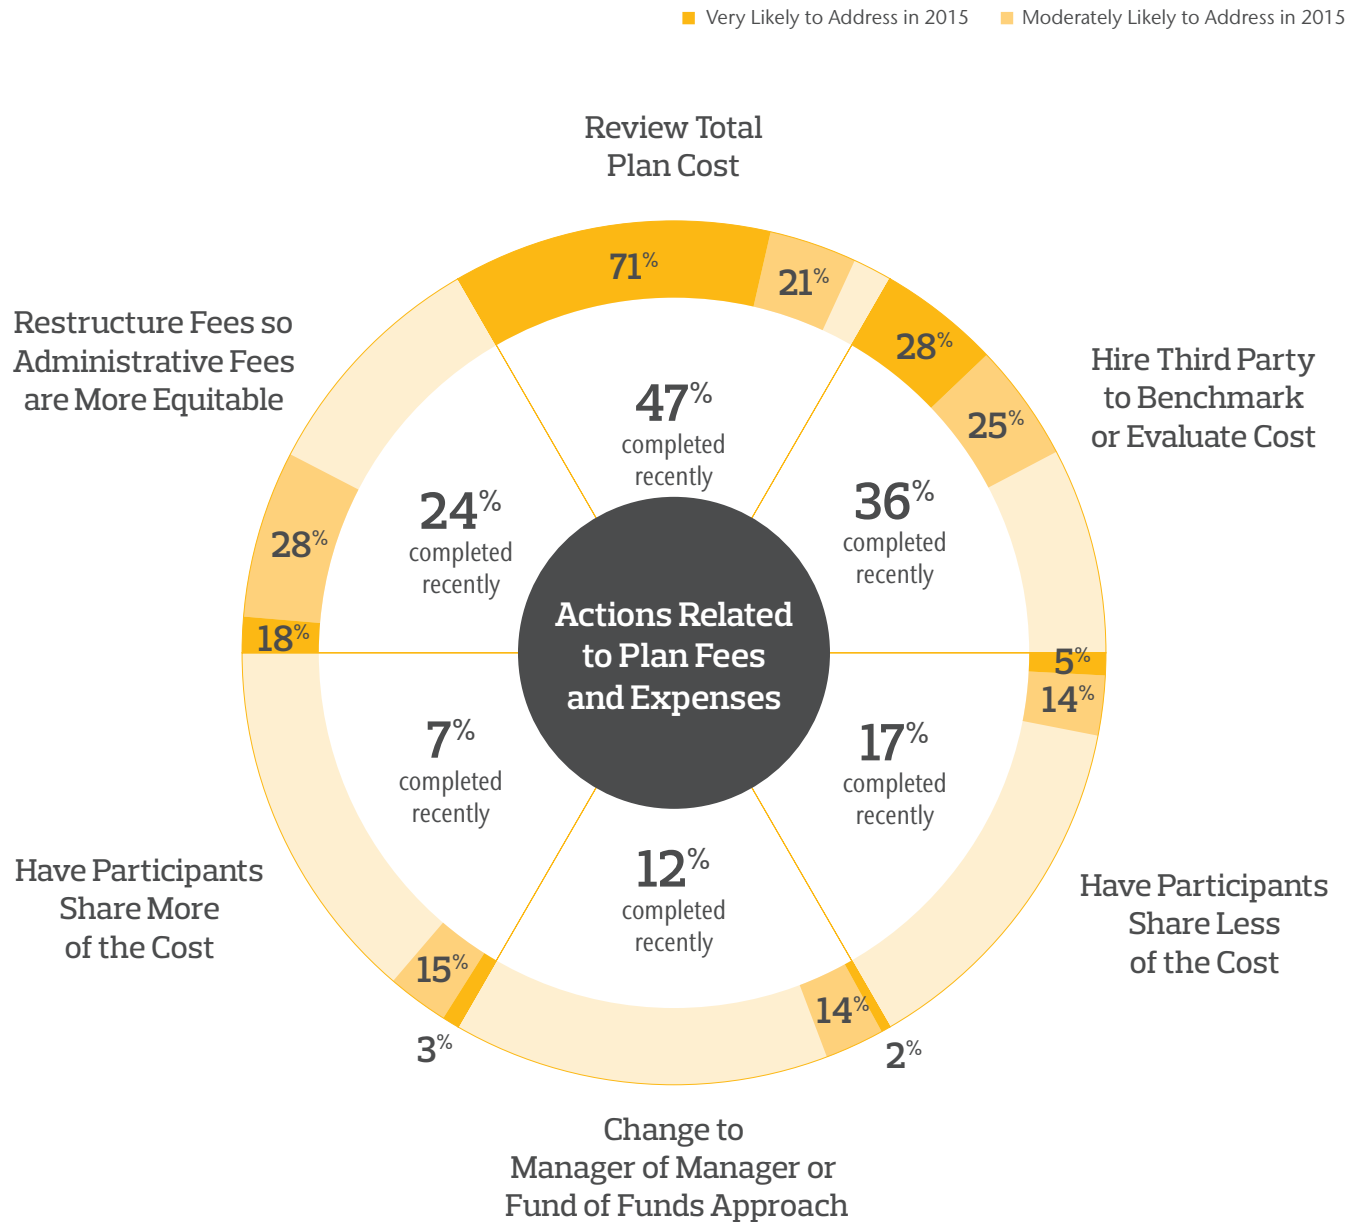 Very Likely to Address in 2015
Moderately Likely to Address in 2015
Review Total
Plan Cost
71%
21%
47%
completed
recently
Hire Third Party
to Benchmark
or Evaluate Cost
28%
25%
36%
completed
recently
Restructure Fees so
Administrative Fees
are More Equitable
28%
18%
24%
completed
recently
Actions Related
to Plan Fees
and Expenses
5%
14%
17%
completed
recently
Have Participants
Share Less
of the Cost
7%
completed
recently
Have Participants
Share More
of the Cost
15%
3%
12%
completed
recently
14%
2%
Change to
Manager of Manager or
Fund of Funds Approach